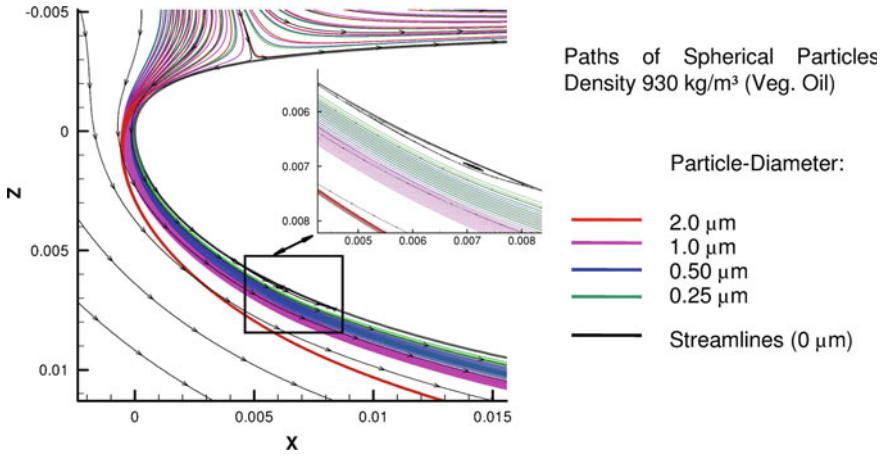 -0.005
0
0.005
0.01
Z
0
0.005
0.01
0.015
X
0.006
0.007
0.008
0.005
0.006
0.007
0.008
Paths of Spherical Particles
Density 930 kg/m³ (Veg. Oil)
Particle-Diameter:
2.0 μm
1.0 μm
0.50 μm
0.25 μm
Streamlines (0 μm)